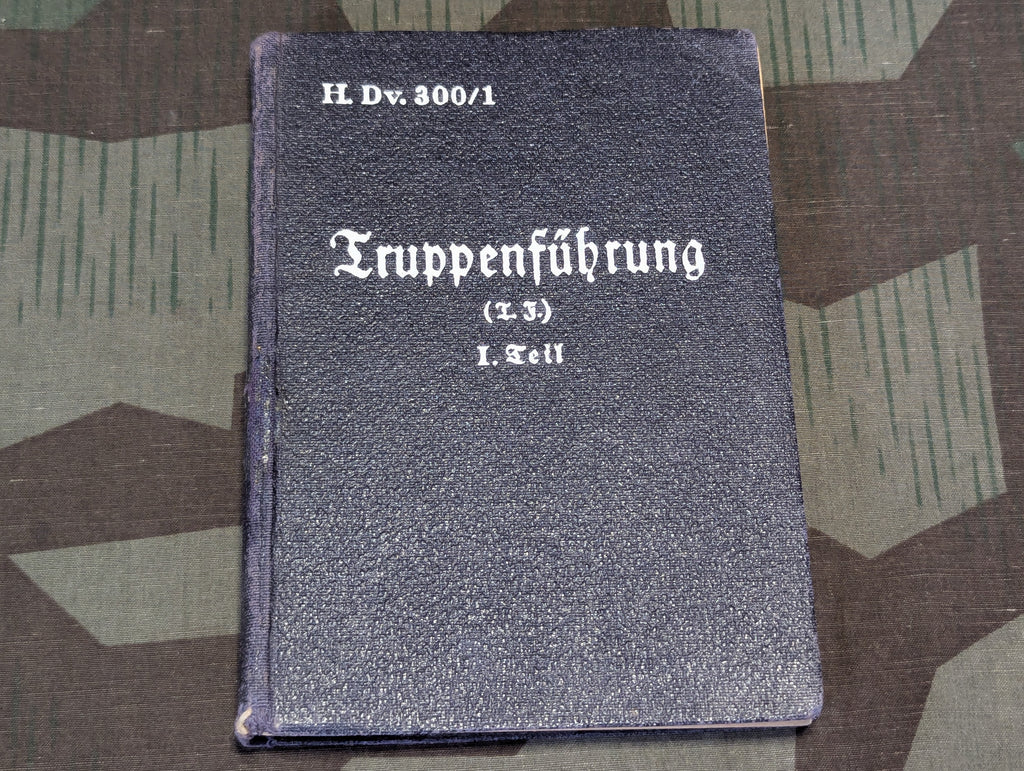 H. Dv. 300/1
Truppenführung
(T. F.)
I. Teil